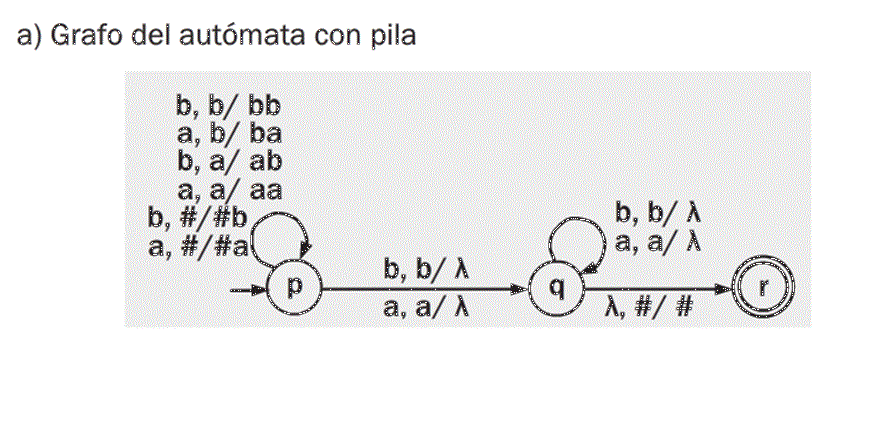 a) Grafo del autómata con pila
b, b/ bb
a, b/ ba
b, a/ ab
a, a/ aa
b, #/#b
a, #/#a
p
b, b/ λ
a, a/ λ
q
b, b/ λ
a, a/ λ
λ, #/ #
r